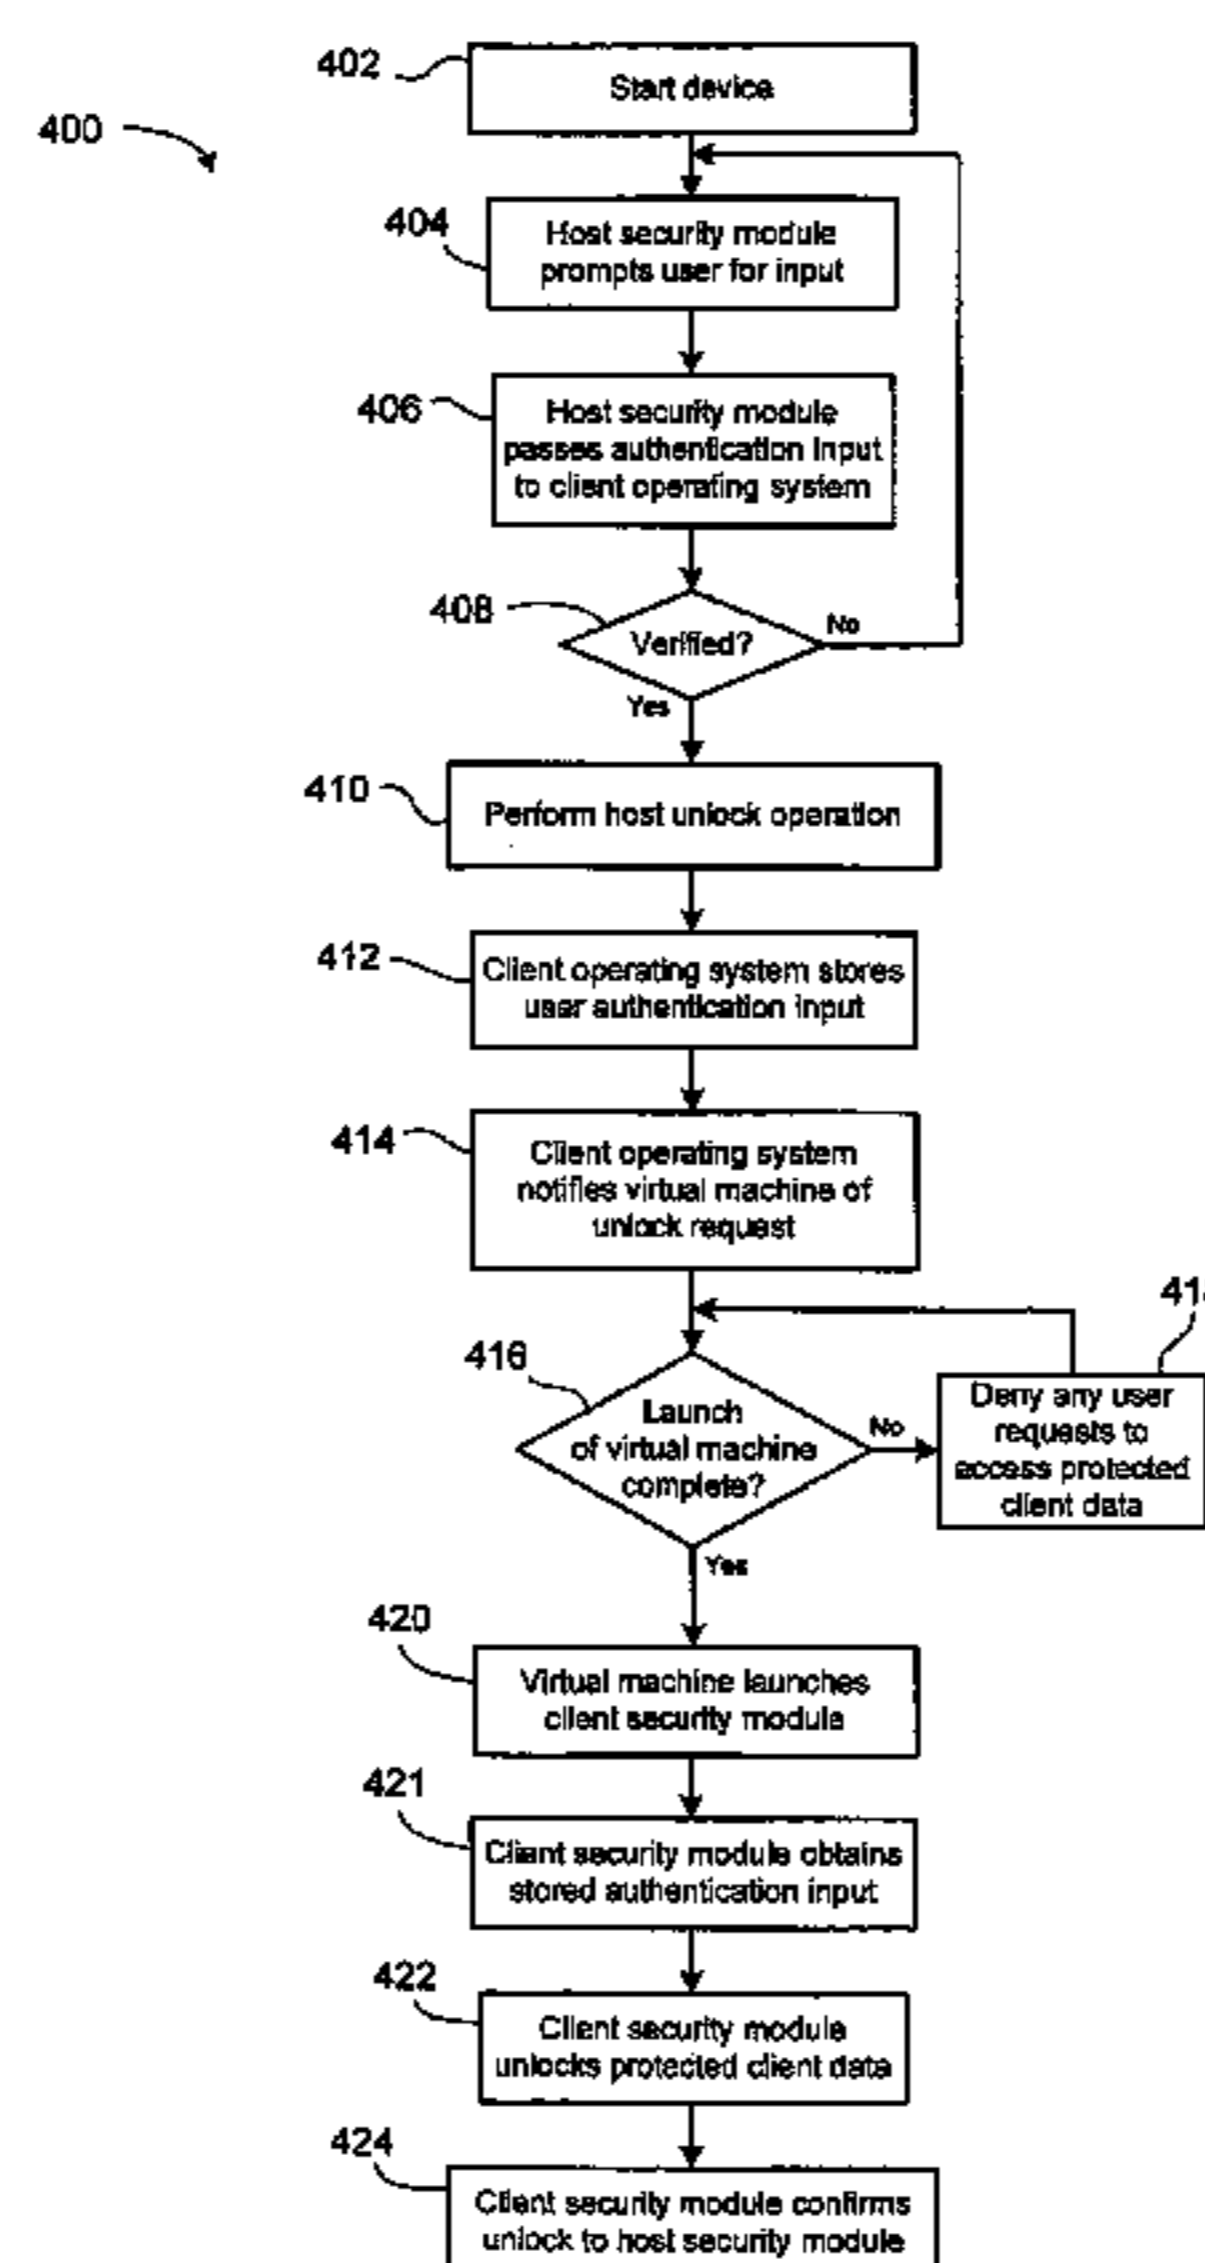 402
Start device
400
404
Host security module
prompts user for input
406
Host security module
passes authentication input
to client operating system
408
Verified?
No
Yes
410
Perform host unlock operation
412
Client operating system stores
user authentication input
414
Client operating system
notifies virtual machine of
unlock request
416
Launch
of virtual machine
complete?
No
Deny any user
requests to
access protected
client data
Yes
420
Virtual machine launches
client security module
421
Client security module obtains
stored authentication input
422
Client security module
unlocks protected client data
424
Client security module confirms
unlock to host security module